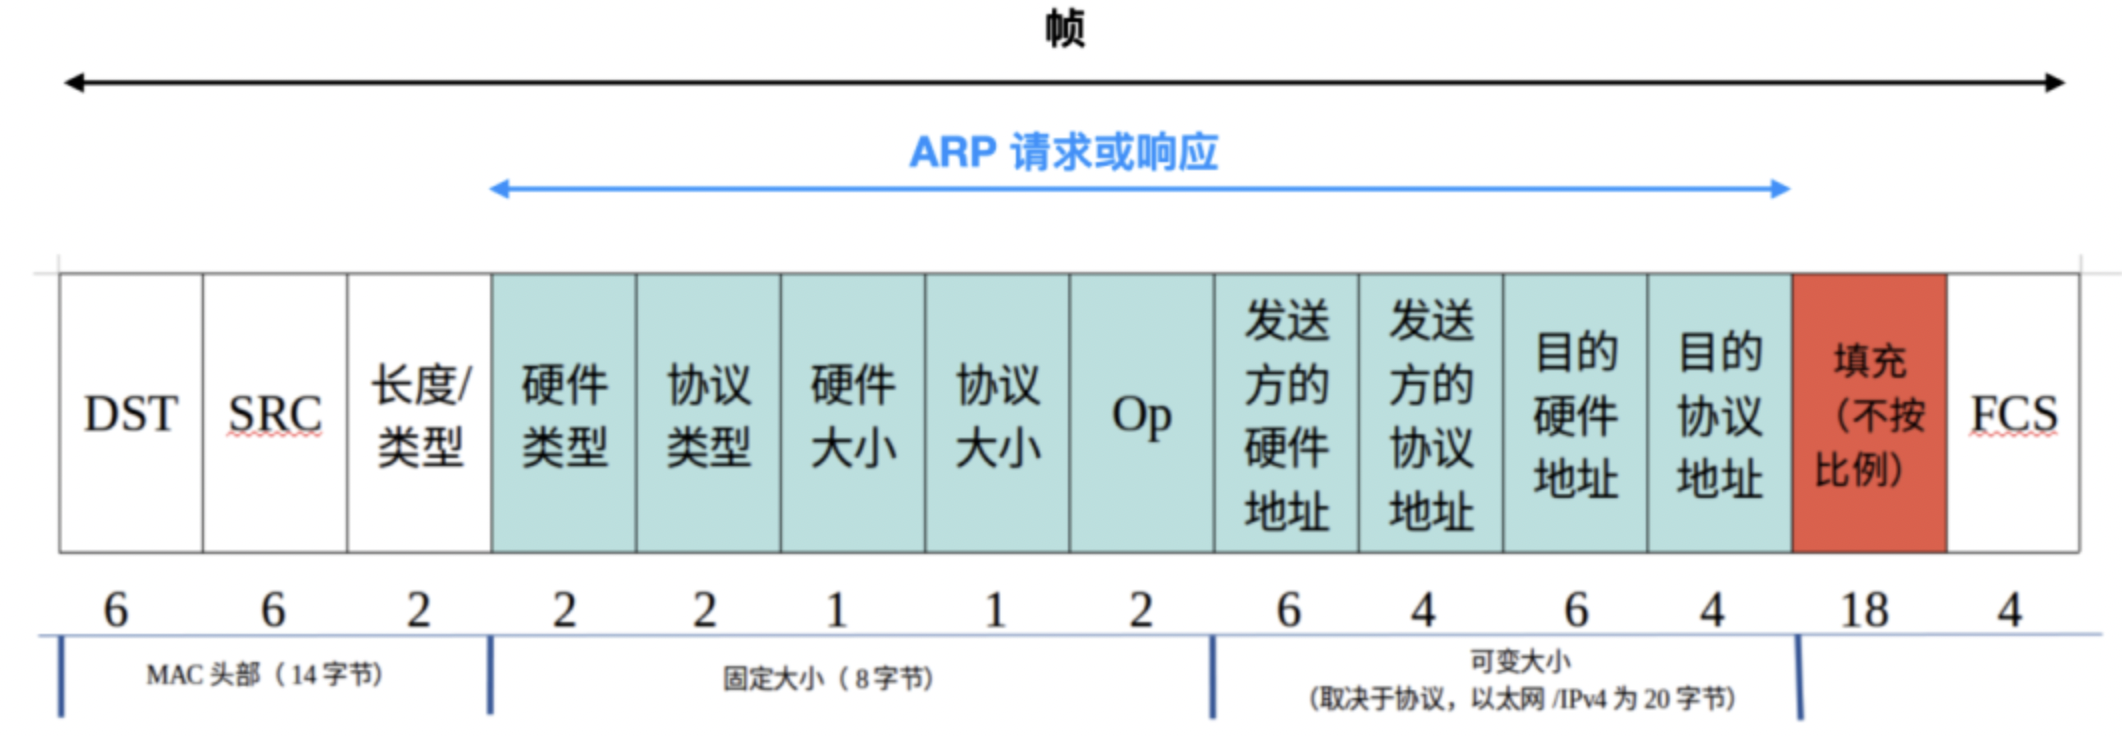 帧
ARP 请求或响应
DST
SRC
长度/
类型
硬件
类型
协议
类型
硬件
大小
协议
大小
Op
发送
方的
硬件
地址
发送
方的
协议
地址
目的
硬件
地址
目的
协议
地址
填充
（不按
比例）
FCS
6 6 2 2 2 1 1 2 6 4 6 4 18 4
MAC 头部（ 14 字节）
固定大小（ 8 字节）
可变大小
（取决于协议，以太网 /IPv4 为 20 字节）